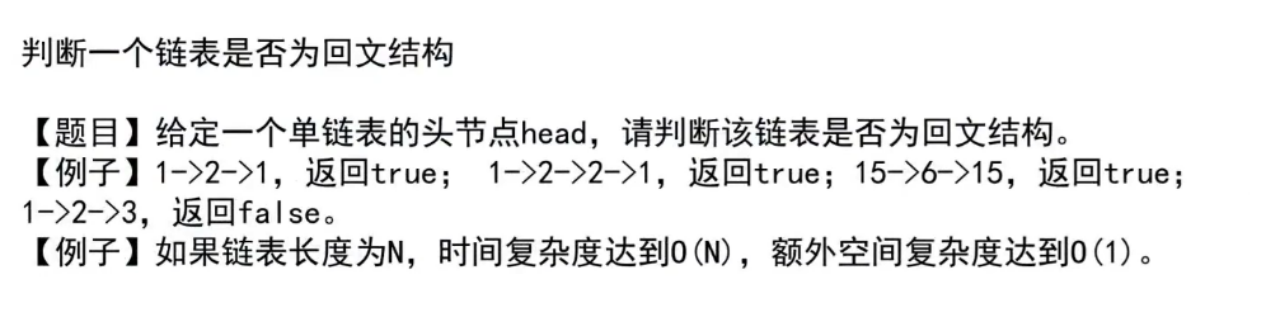 判断一个链表是否为回文结构
【题目】给定一个单链表的头节点head，请判断该链表是否为回文结构。
【例子】1->2->1，返回true； 1->2->2->1，返回true；15->6->15，返回true；
1->2->3，返回false。
【例子】如果链表长度为N，时间复杂度达到O(N)，额外空间复杂度达到O(1)。